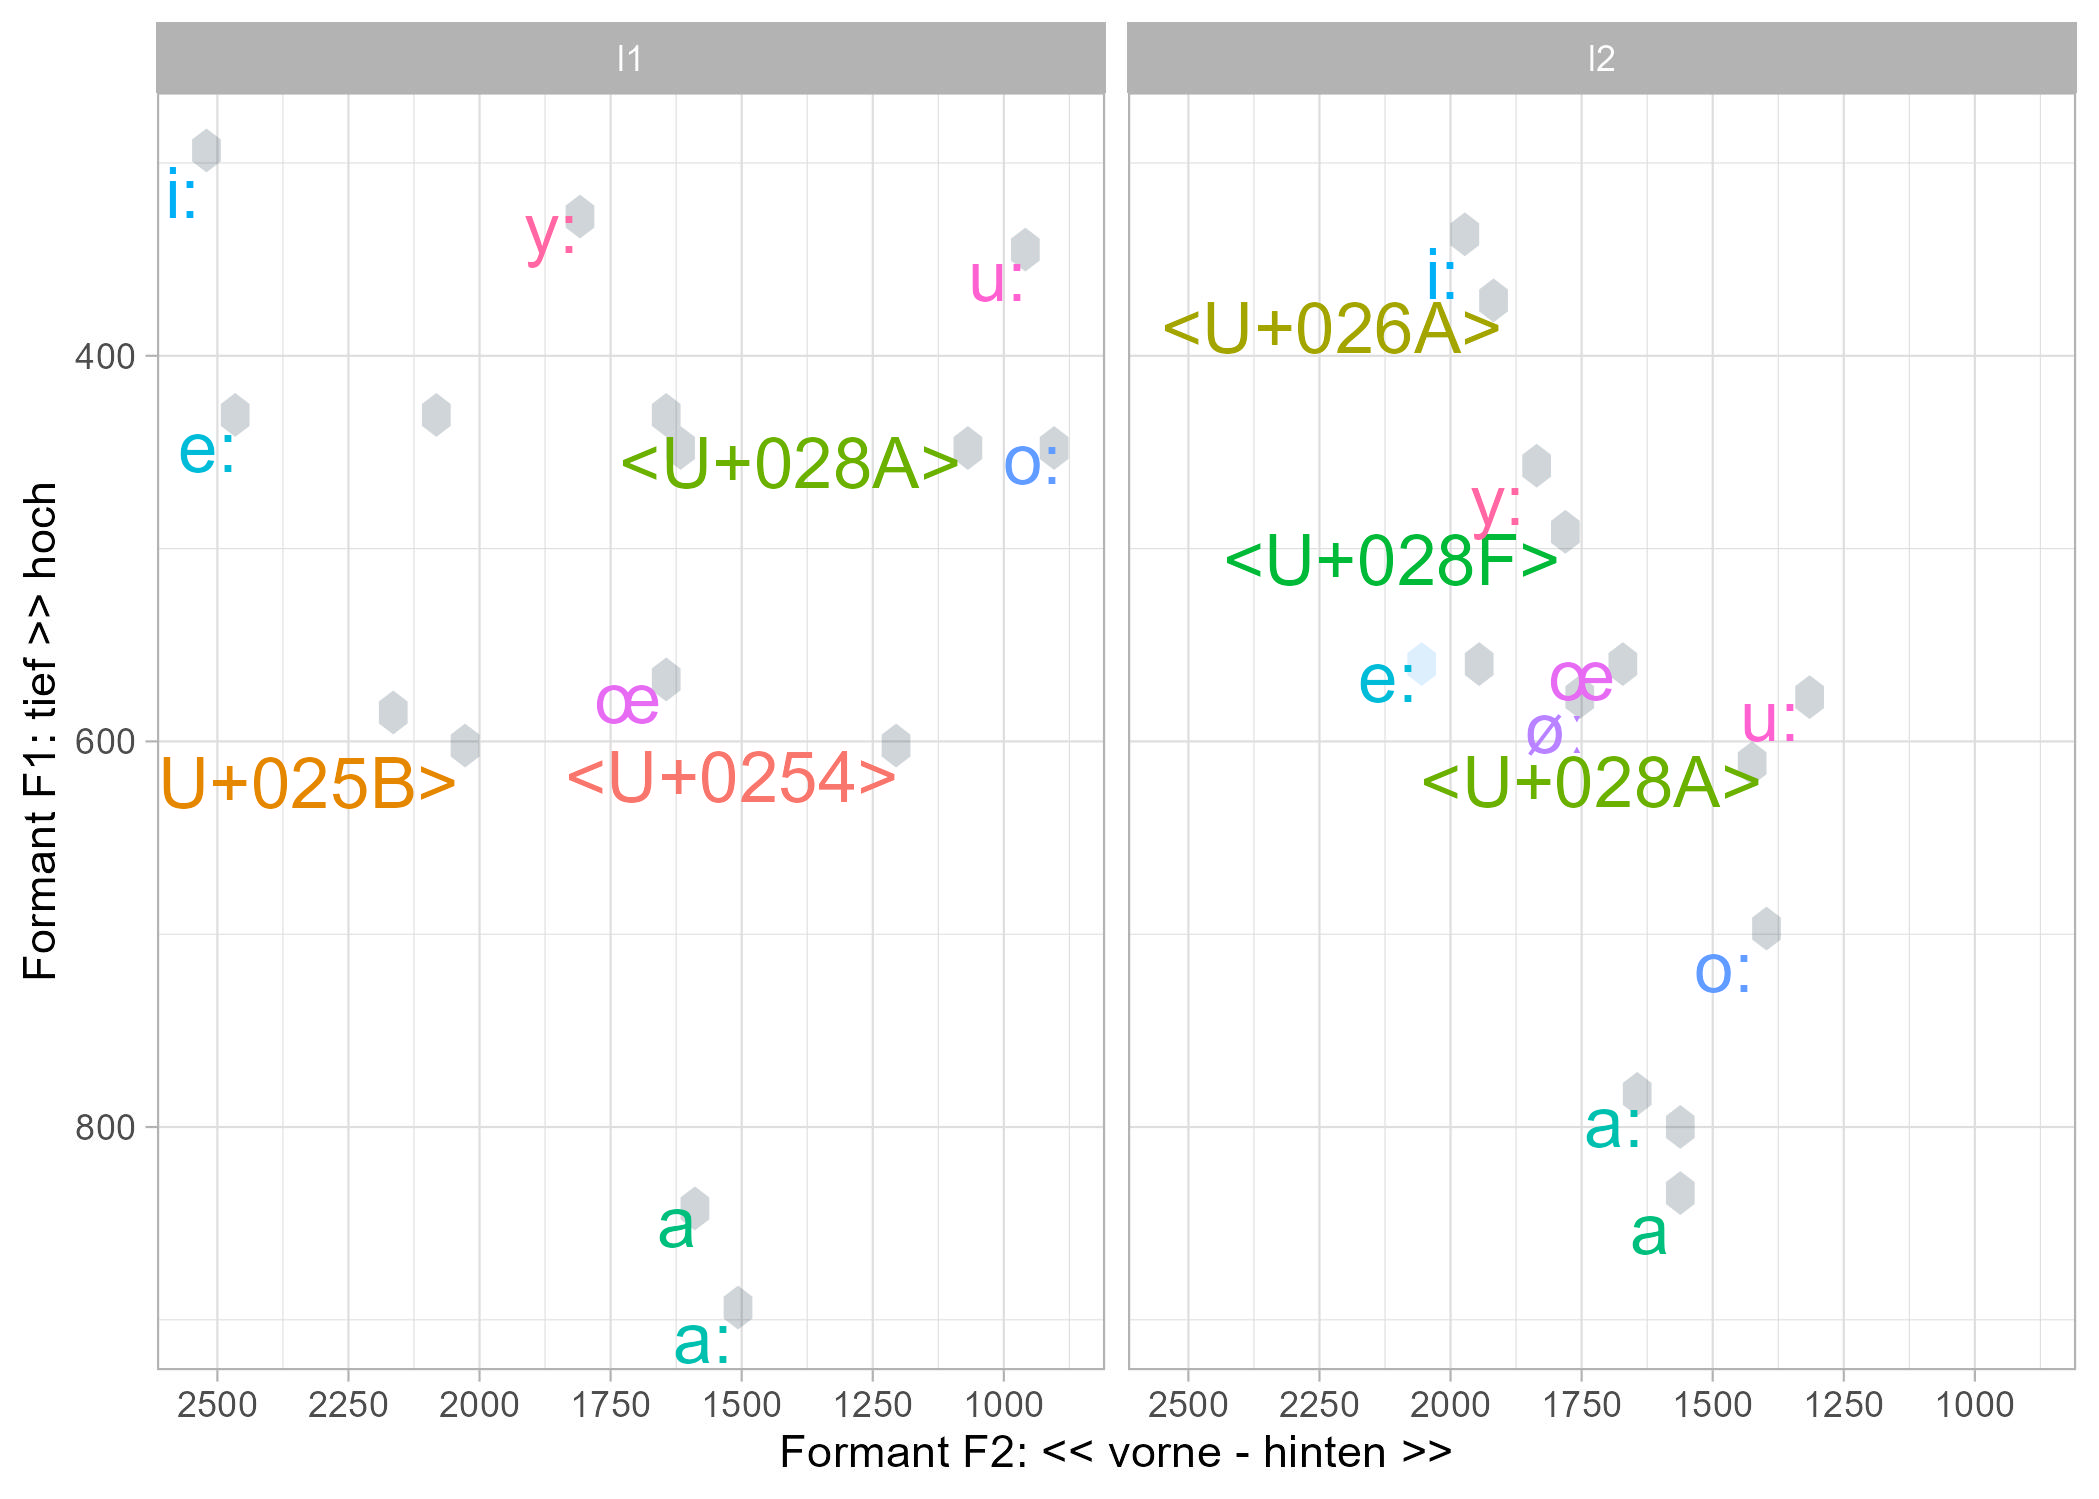 l1
l2
i:
y:
u:
e:
<U+028A>
o:
œ
U+025B>
<U+0254>
a
a:
i:
<U+026A>
y:
<U+028F>
e:
œ
ø:
u:
<U+028A>
o:
a:
a
400
600
800
2500 2250 2000 1750 1500 1250 1000
2500 2250 2000 1750 1500 1250 1000
Formant F2: << vorne - hinten >>
Formant F1: tief >> hoch